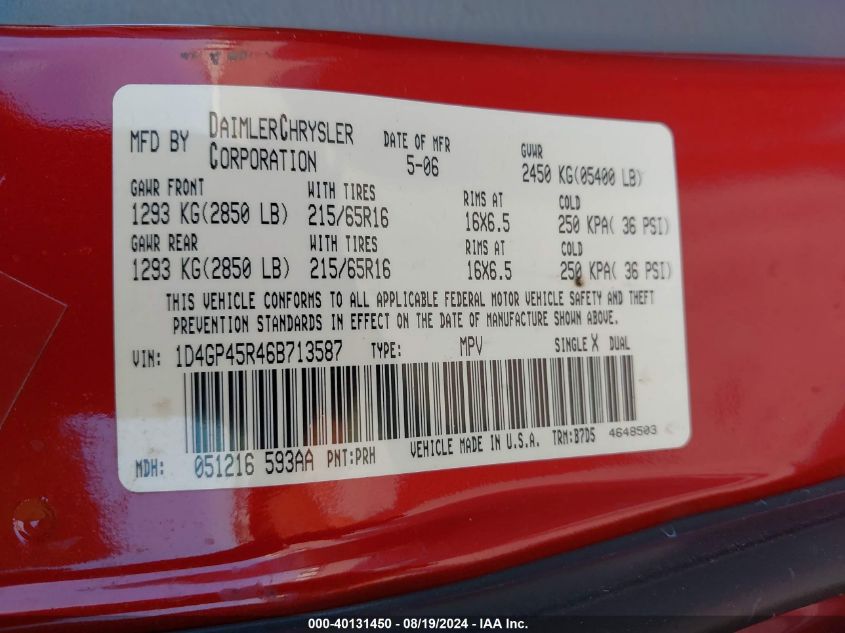 MFD BY DAIMLERCHRYSLER CORPORATION DATE OF MFR 5-06 GVWR 2450 KG(05400 LB)
GAWR FRONT WITH TIRES RIMS AT COLD
1293 KG(2850 LB) 215/65R16 16X6.5 250 KPA( 36 PSI)
GAWR REAR WITH TIRES RIMS AT COLD
1293 KG(2850 LB) 215/65R16 16X6.5 250 KPA( 36 PSI)
THIS VEHICLE CONFORMS TO ALL APPLICABLE FEDERAL MOTOR VEHICLE SAFETY AND THEFT
PREVENTION STANDARDS IN EFFECT ON THE DATE OF MANUFACTURE SHOWN ABOVE.
VIN: 1D4GP45R46B713587 TYPE: MPV SINGLE X DUAL
MDH: 051216 593AA PNT:PRH VEHICLE MADE IN U.S.A. TRM:B7D5 4648503
000-40131450 - 08/19/2024 - IAA Inc.